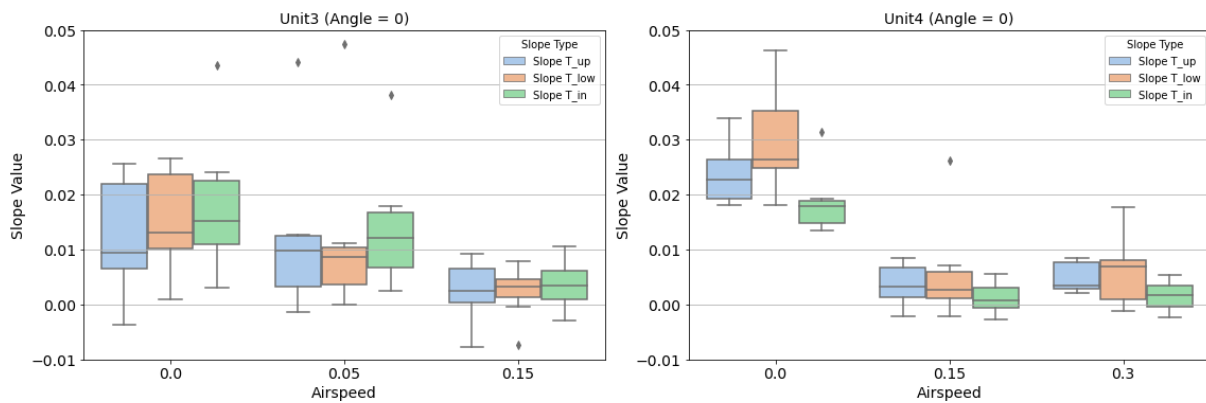 Unit3 (Angle = 0)
Slope Type
Slope T_up
Slope T_low
Slope T_in
0.05
0.04
0.03
0.02
0.01
0.00
−0.01
Slope Value
0.0
0.05
0.15
Airspeed
Unit4 (Angle = 0)
Slope Type
Slope T_up
Slope T_low
Slope T_in
0.05
0.04
0.03
0.02
0.01
0.00
−0.01
Slope Value
0.0
0.15
0.3
Airspeed